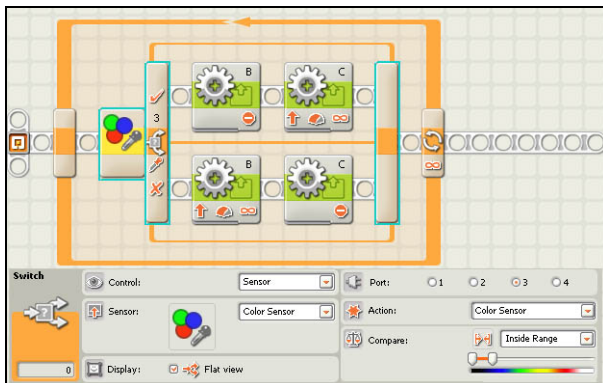 B C
3
B C
Switch
Control: Sensor
Port: 1 2 3 4
Sensor: Color Sensor
Action: Color Sensor
Compare: Inside Range
0
Display: Flat view